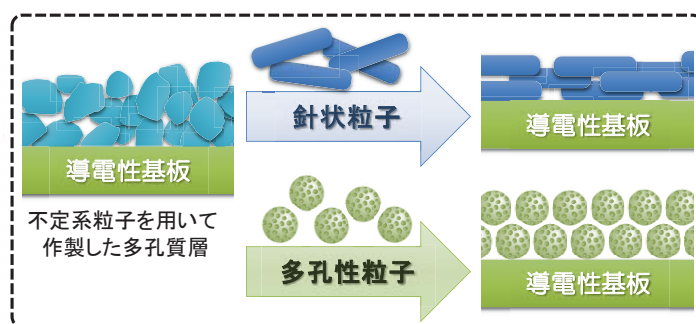 導電性基板
不定系粒子を用いて
作製した多孔質層
針状粒子
導電性基板
多孔性粒子
導電性基板